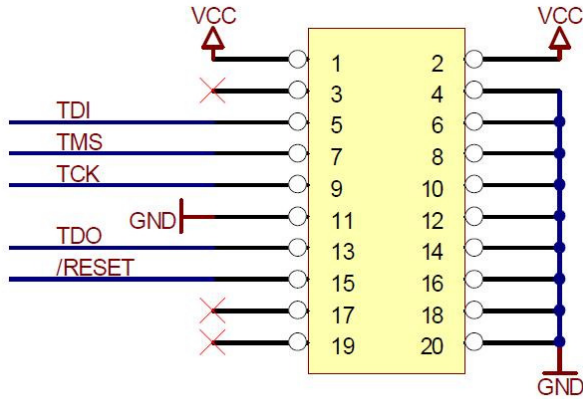 VCC VCC
1 2
3 4
TDI 5 6
TMS 7 8
TCK 9 10
GND 11 12
TDO 13 14
/RESET 15 16
17 18
19 20
GND